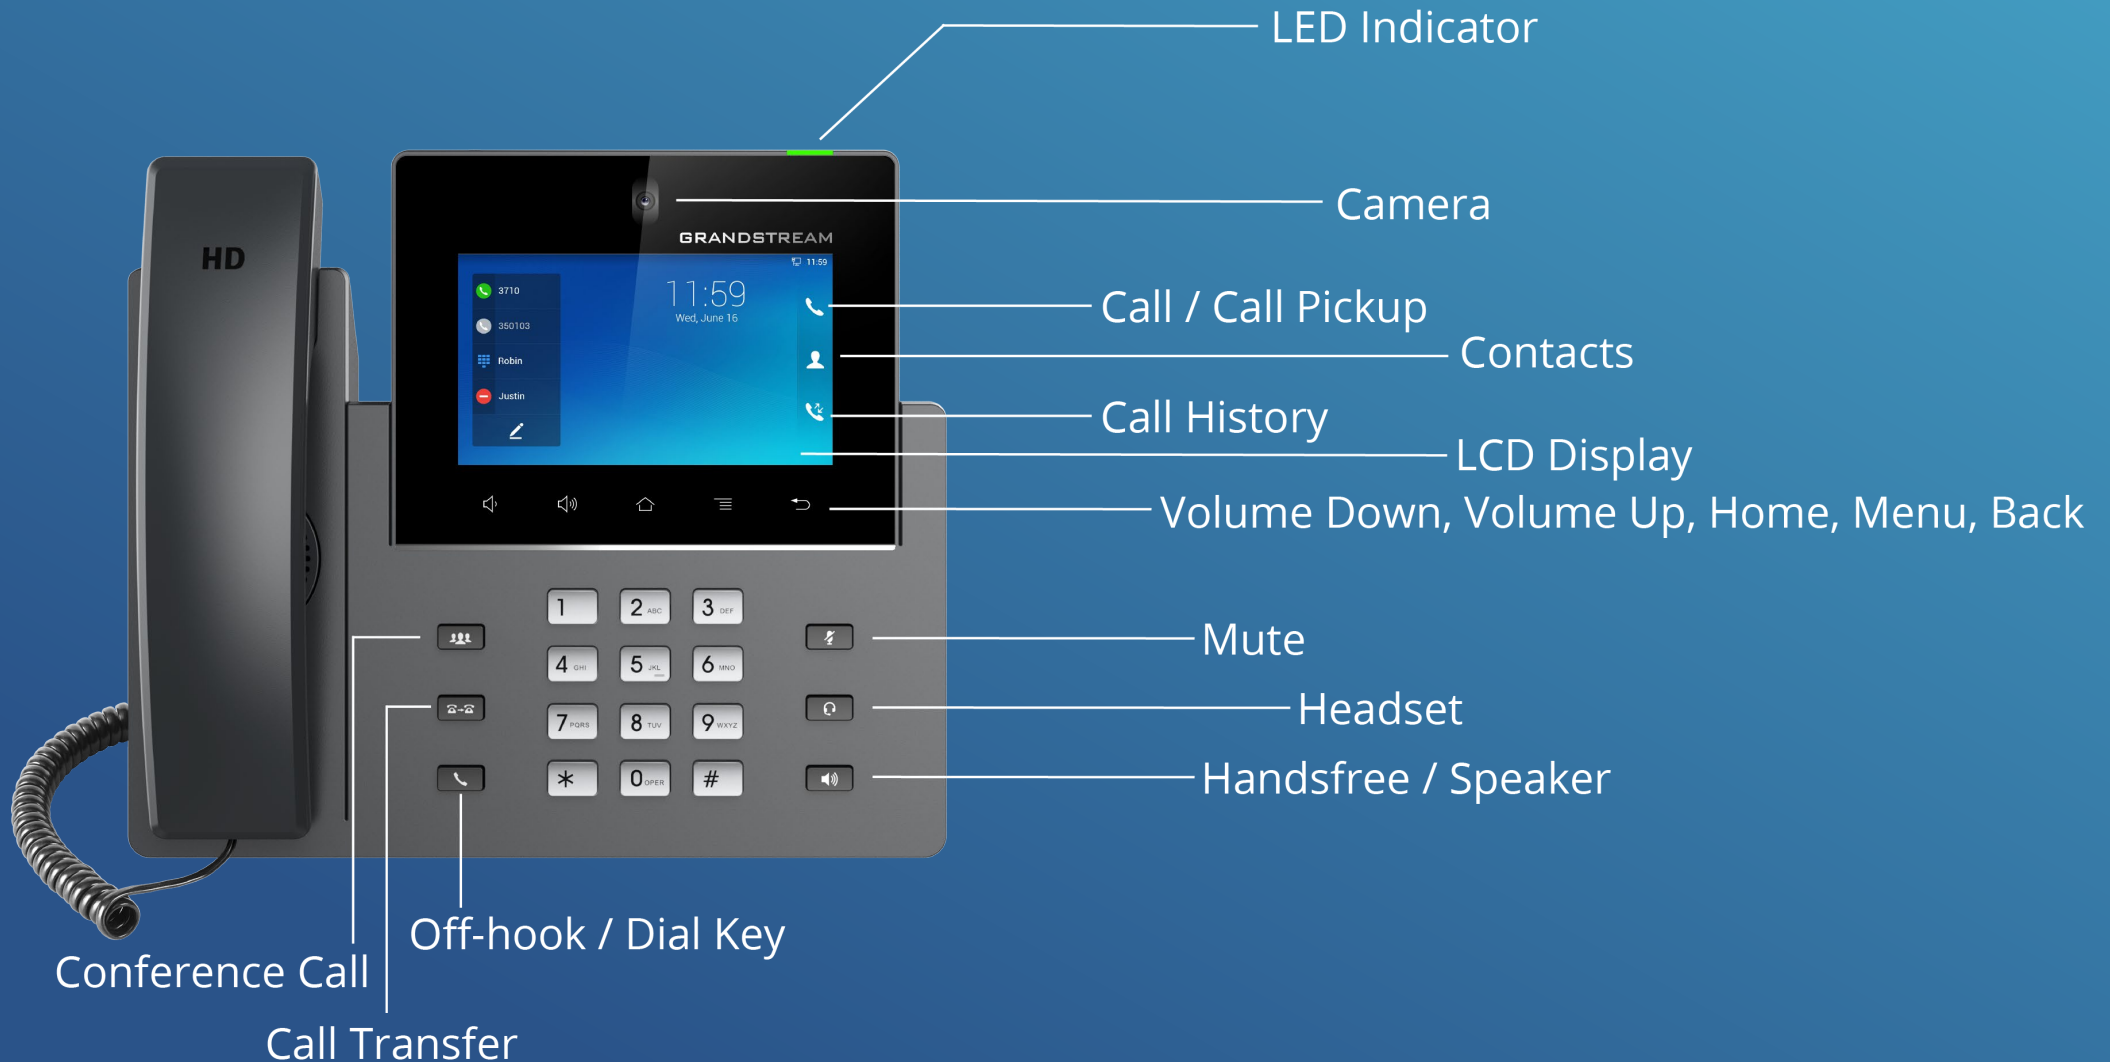 LED Indicator
Camera
GRANDSTREAM
HD
11:59
3710
11:59
Wed, June 16
Call / Call Pickup
350103
Robin
Contacts
Justin
Call History
LCD Display
Volume Down, Volume Up, Home, Menu, Back
1
2 ABC
3 DEF
Mute
4 GHI
5 JKL
6 MNO
Headset
7 PQRS
8 TUV
9 WXYZ
Handsfree / Speaker
*
0 OPER
#
Off-hook / Dial Key
Conference Call
Call Transfer